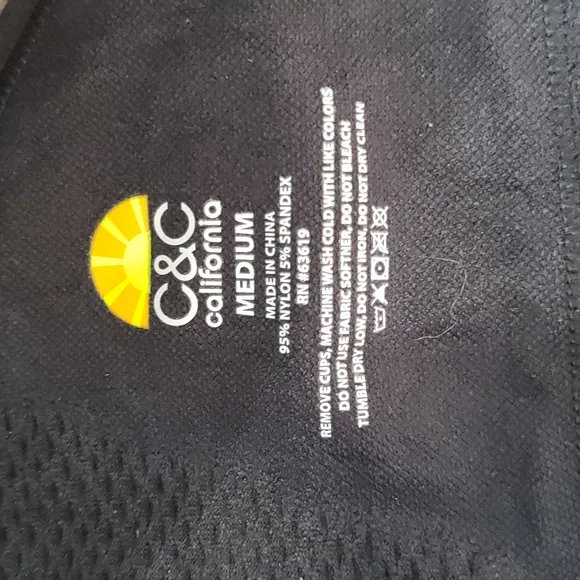 C&C
california
MEDIUM
MADE IN CHINA
95% NYLON 5% SPANDEX
RN #63619
REMOVE CUPS, MACHINE WASH COLD WITH LIKE COLORS
DO NOT USE FABRIC SOFTNER, DO NOT BLEACH
TUMBLE DRY LOW, DO NOT IRON, DO NOT DRY CLEAN